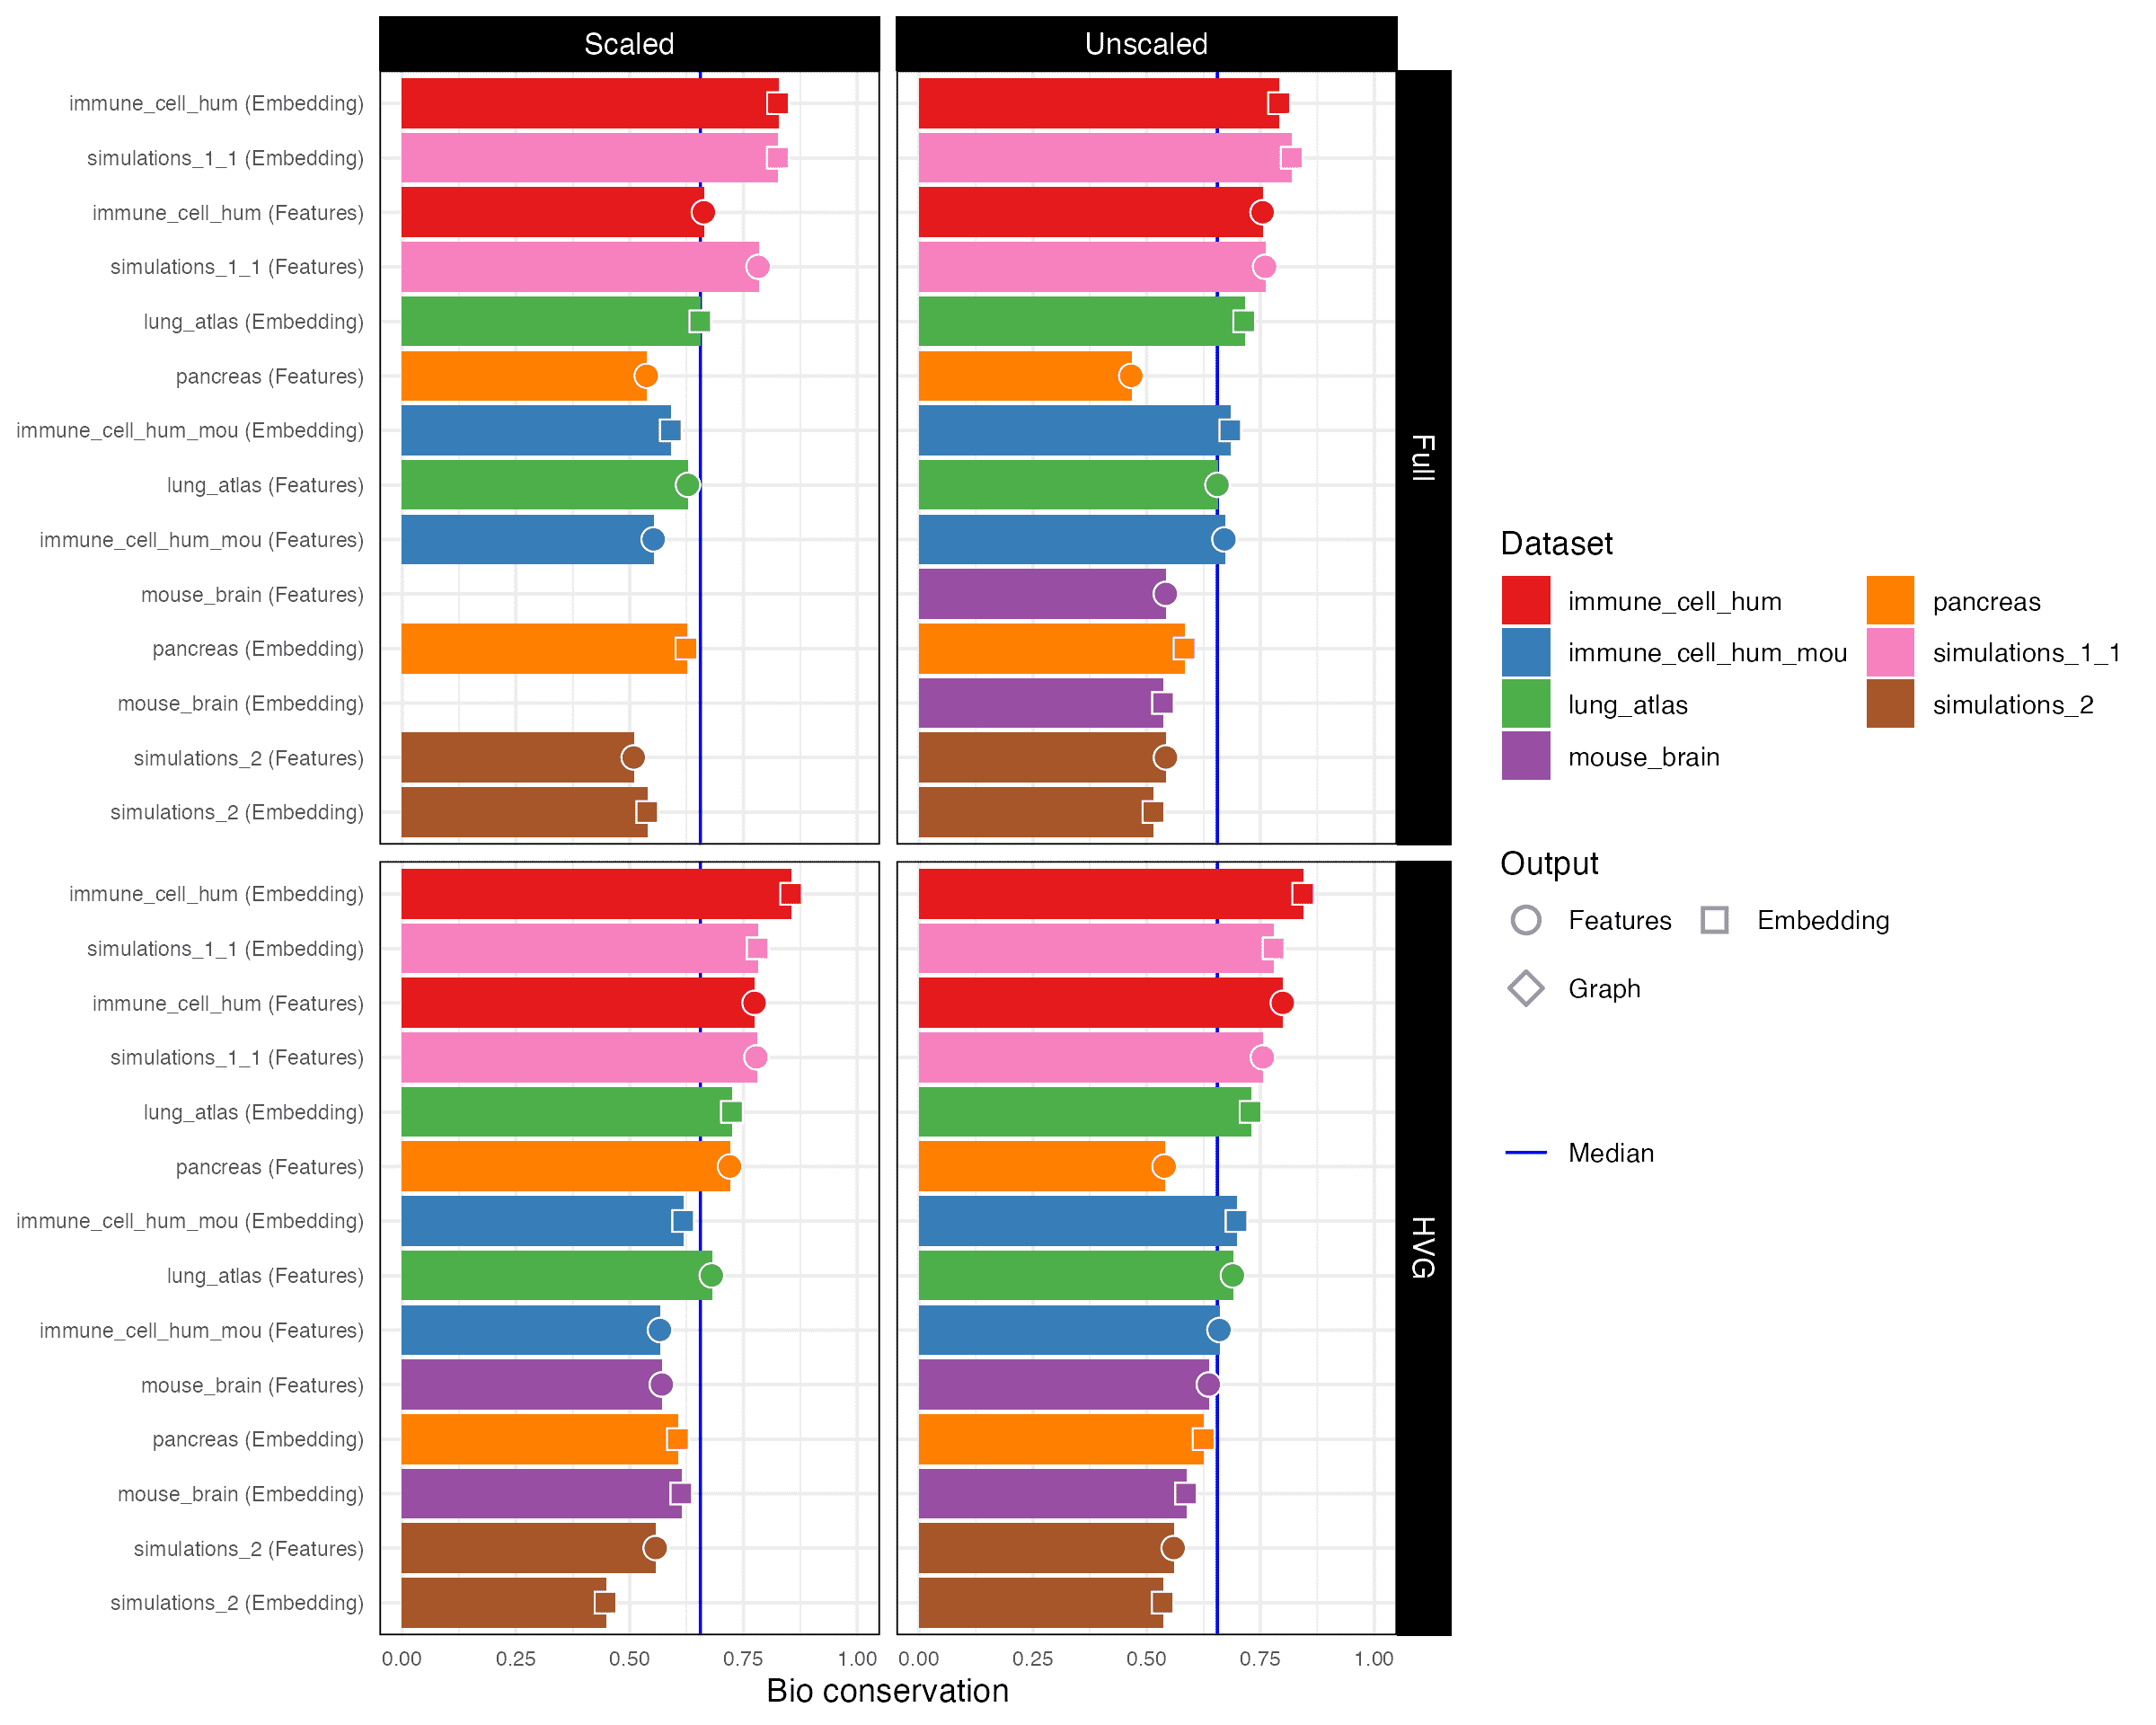 Scaled
Unscaled
immune_cell_hum (Embedding)
simulations_1_1 (Embedding)
immune_cell_hum (Features)
simulations_1_1 (Features)
lung_atlas (Embedding)
pancreas (Features)
immune_cell_hum_mou (Embedding)
lung_atlas (Features)
immune_cell_hum_mou (Features)
mouse_brain (Features)
pancreas (Embedding)
mouse_brain (Embedding)
simulations_2 (Features)
simulations_2 (Embedding)
Full
immune_cell_hum (Embedding)
simulations_1_1 (Embedding)
immune_cell_hum (Features)
simulations_1_1 (Features)
lung_atlas (Embedding)
pancreas (Features)
immune_cell_hum_mou (Embedding)
lung_atlas (Features)
immune_cell_hum_mou (Features)
mouse_brain (Features)
pancreas (Embedding)
mouse_brain (Embedding)
simulations_2 (Features)
simulations_2 (Embedding)
HVG
0.00 0.25 0.50 0.75 1.00
0.00 0.25 0.50 0.75 1.00
Bio conservation
Dataset
immune_cell_hum
immune_cell_hum_mou
lung_atlas
mouse_brain
pancreas
simulations_1_1
simulations_2
Output
Features
Embedding
Graph
Median